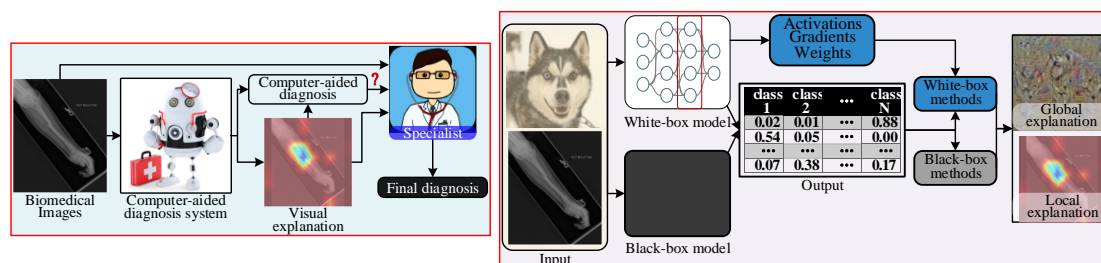 Biomedical
Images
Computer-aided
diagnosis system
Computer-aided
diagnosis
?
Visual
explanation
Specialist
Final diagnosis
Input
White-box model
Black-box model
Activations
Gradients
Weights
class class ••• class
1 2 N
0.02 0.01 ••• 0.88
0.54 0.05 ••• 0.00
••• ••• •••
0.07 0.38 ••• 0.17
Output
White-box
methods
Black-box
methods
Global
explanation
Local
explanation